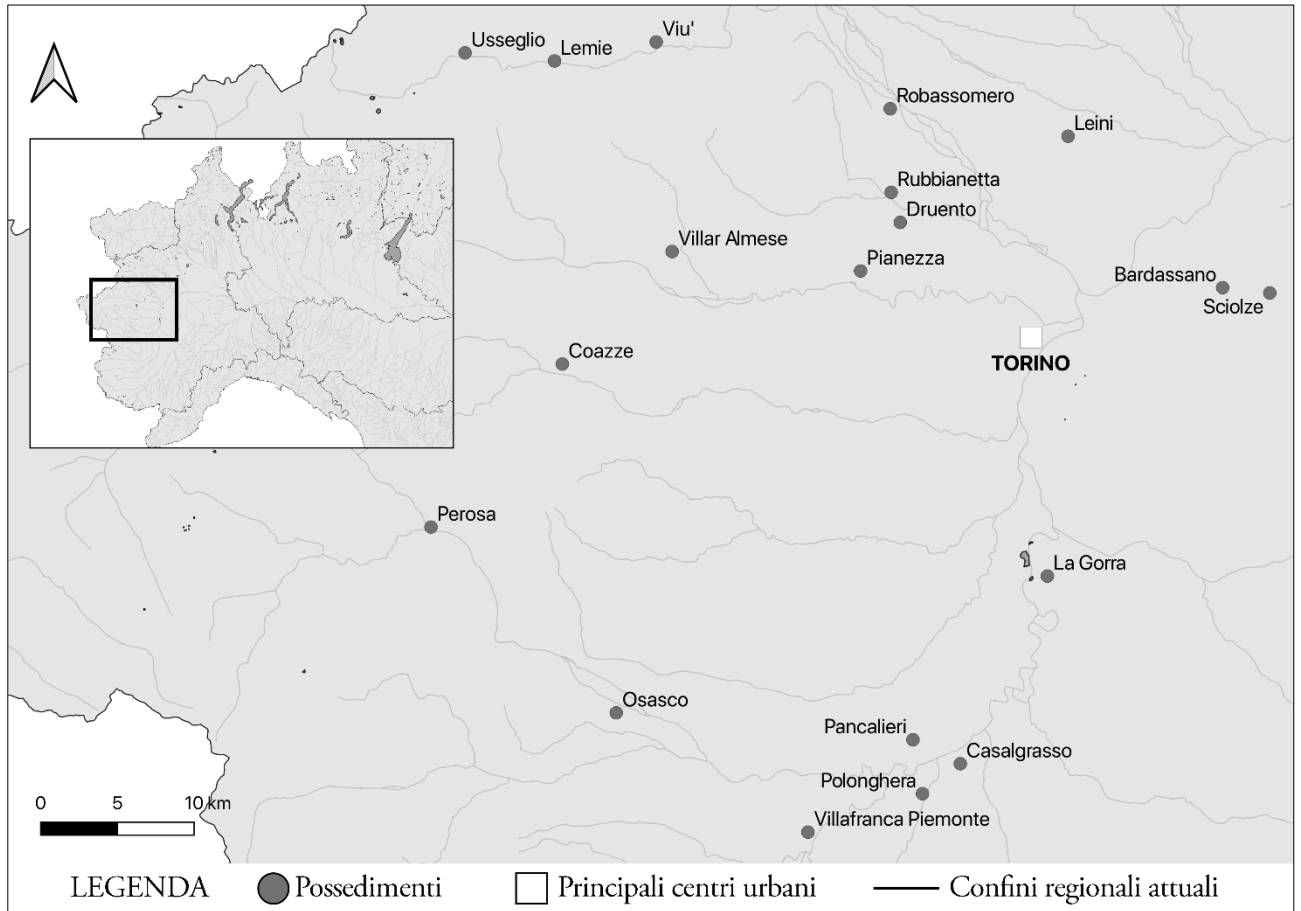 Usseglio
Lemie
Viu'
Robassomero
Leini
Rubbianetta
Druento
Villar Almese
Pianezza
Bardassano
Sciolze
TORINO
Coazze
Perosa
La Gorra
Osasco
Pancalieri
Casalgrasso
Polonghera
Villafranca Piemonte
0 5 10 km
LEGENDA Possedimenti Principali centri urbani Confini regionali attuali